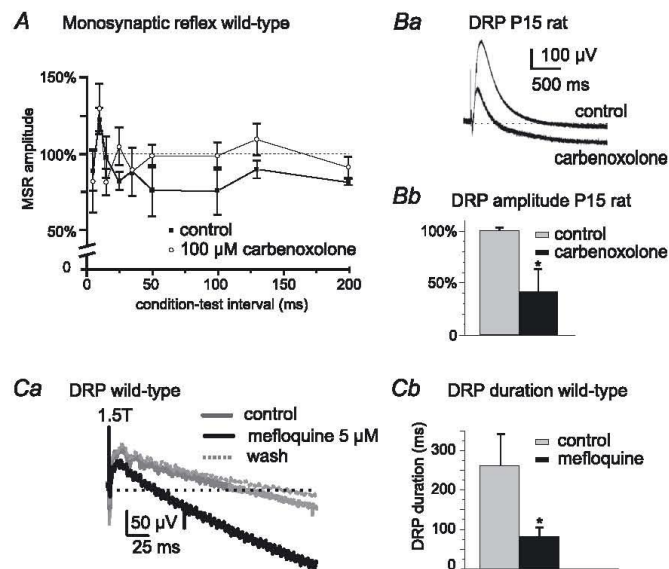 A Monosynaptic reflex wild-type
150%
100%
50%
0
MSR amplitude
control
100 µM carbenoxolone
0 50 100 150 200
condition-test interval (ms)
Ba DRP P15 rat
100 µV
500 ms
control
carbenoxolone
Bb DRP amplitude P15 rat
100%
50%
0
control
carbenoxolone
*
Ca DRP wild-type
1.5T
control
mefloquine 5 µM
wash
50 µV
25 ms
Cb DRP duration wild-type
DRP duration (ms)
300
200
100
0
control
mefloquine
*